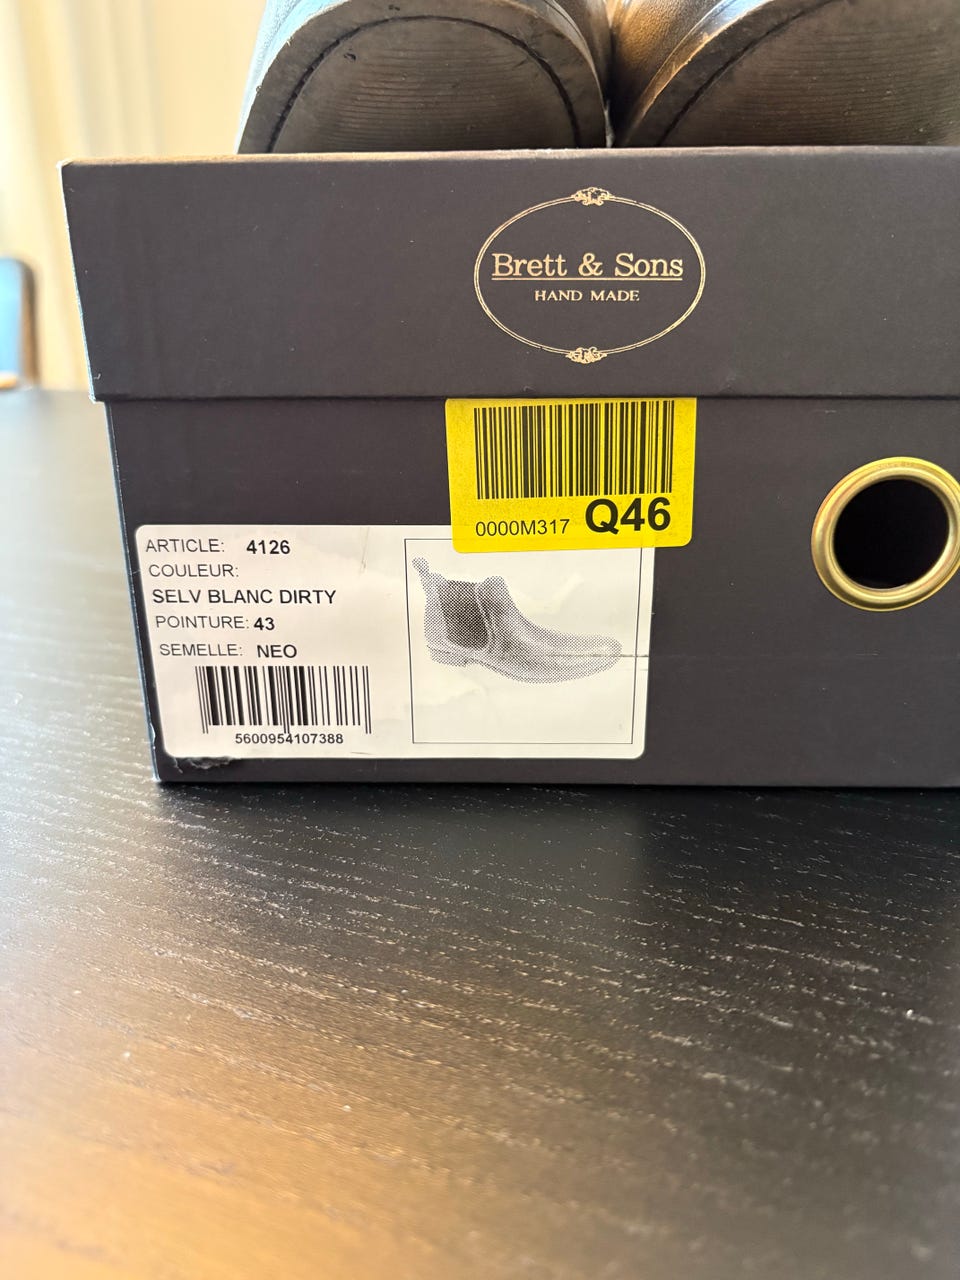 Brett & Sons
HAND MADE
0000M317 Q46
ARTICLE: 4126
COULEUR:
SELV BLANC DIRTY
POINTURE: 43
SEMELLE: NEO
5600954107388